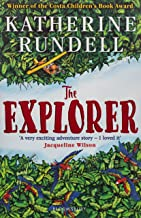 Winner of the Costa Children's Book Award
KATHERINE
RUNDELL
The
EXPLORER
'A very exciting adventure story – I loved it'
Jacqueline Wilson
BLOOMSBURY